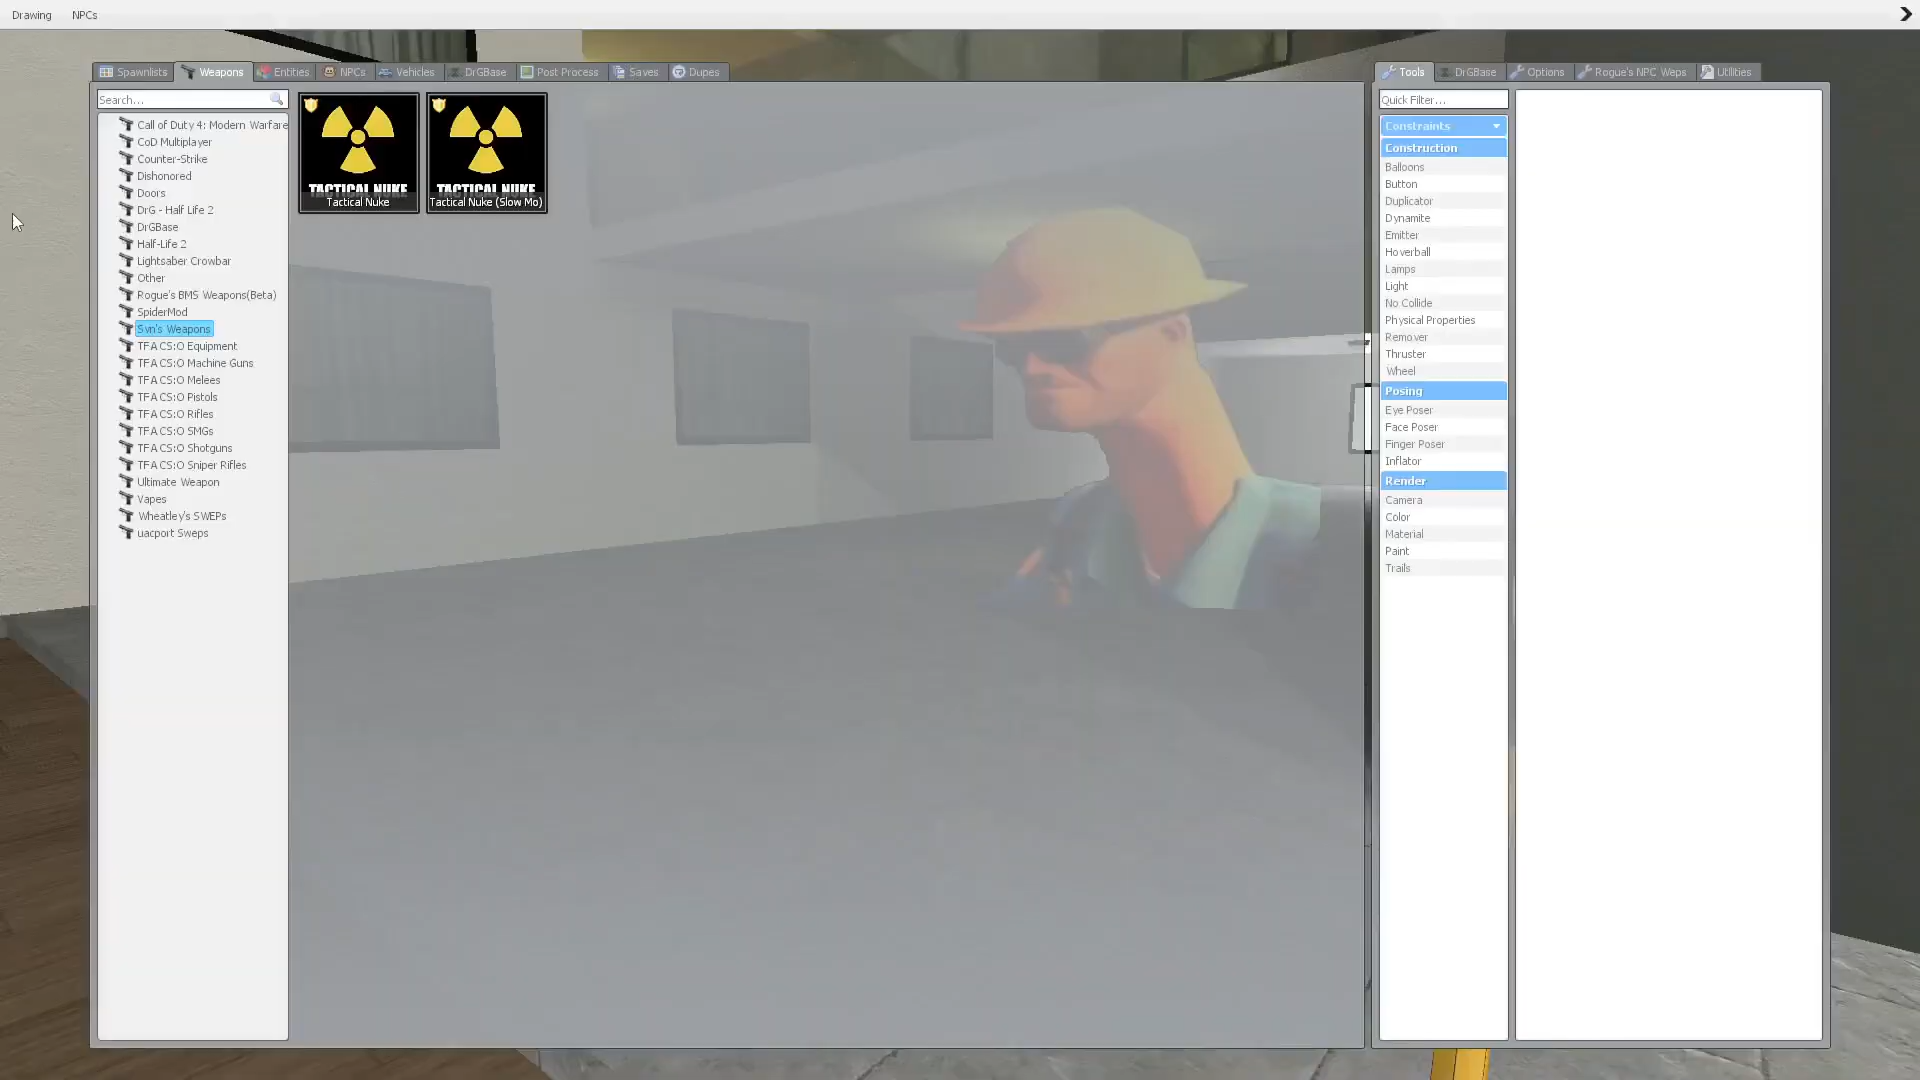 Drawing NPCs
Spawnlists Weapons Entities NPCs Vehicles DrGBase Post Process Saves Dupes
Search...
Call of Duty 4: Modern Warfare
CoD Multiplayer
Counter-Strike
Dishonored
Doors
DrG - Half Life 2
DrGBase
Half-Life 2
Lightsaber Crowbar
Other
Rogue's BMS Weapons(Beta)
SpiderMod
Svn's Weapons
TFA CS:O Equipment
TFA CS:O Machine Guns
TFA CS:O Melees
TFA CS:O Pistols
TFA CS:O Rifles
TFA CS:O SMGs
TFA CS:O Shotguns
TFA CS:O Sniper Rifles
Ultimate Weapon
Vapes
Wheatley's SWEPs
uacport Sweps
TACTICAL NUKE
Tactical Nuke
TACTICAL NUKE
Tactical Nuke (Slow Mo)
Tools DrGBase Options Rogue's NPC Weps Utilities
Quick Filter...
Constraints
Construction
Balloons
Button
Duplicator
Dynamite
Emitter
Hoverball
Lamps
Light
No Collide
Physical Properties
Remover
Thruster
Wheel
Posing
Eye Poser
Face Poser
Finger Poser
Inflator
Render
Camera
Color
Material
Paint
Trails